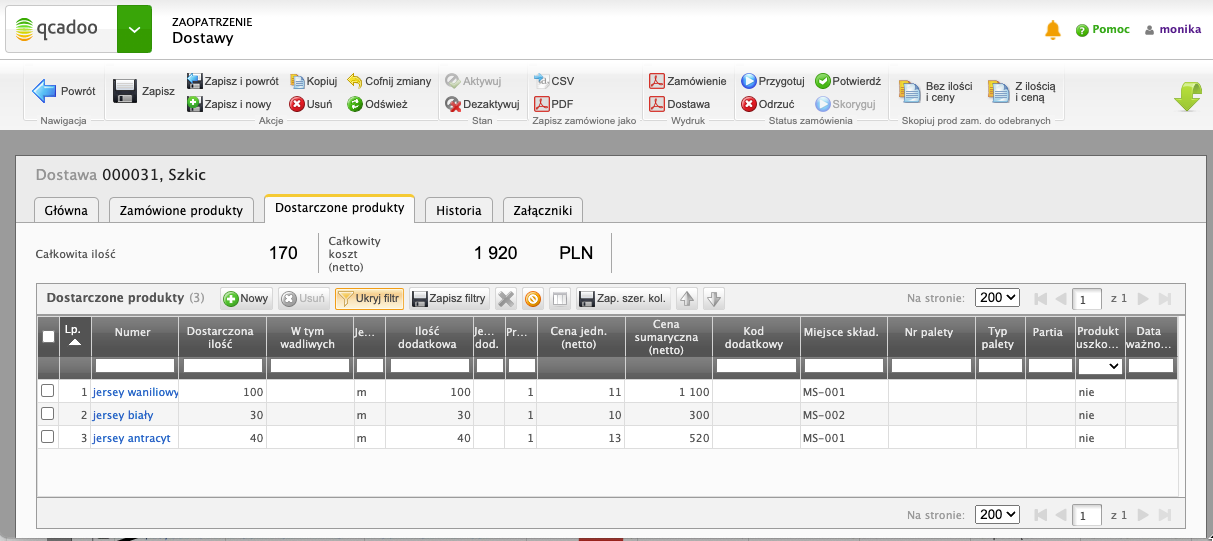 qcadoo
ZAOPATRZENIE
Dostawy
Pomoc
monika
Powrót
Nawigacja
Zapisz
Zapisz i powrót
Kopiuj
Cofnij zmiany
Zapisz i nowy
Usuń
Odśwież
Akcje
Aktywuj
Dezaktywuj
Stan
CSV
PDF
Zapisz zamówione jako
Zamówienie
Dostawa
Wydruk
Przygotuj
Potwierdź
Odrzuć
Skoryguj
Status zamówienia
Bez ilości
i ceny
Z ilością
i ceną
Skopiuj prod zam. do odebranych
Dostawa 000031, Szkic
Główna
Zamówione produkty
Dostarczone produkty
Historia
Załączniki
Całkowita ilość
170
Całkowity
koszt
(netto)
1 920
PLN
Dostarczone produkty (3)
Nowy
Usuń
Ukryj filtr
Zapisz filtry
Zap. szer. kol.
Na stronie:
200
1
z 1
Lp.
Numer
Dostarczona
ilość
W tym
wadliwych
Je...
Ilość
dodatkowa
Je...
dod.
Pr...
Cena jedn.
(netto)
Cena
sumaryczna
(netto)
Kod
dodatkowy
Miejsce skład.
Nr palety
Typ
palety
Partia
Produkt
uszko...
Data
ważno...
1 jersey waniliowy 100 m 100 1 11 1 100 MS-001 nie
2 jersey biały 30 m 30 1 10 300 MS-002 nie
3 jersey antracyt 40 m 40 1 13 520 MS-001 nie
Na stronie:
200
1
z 1